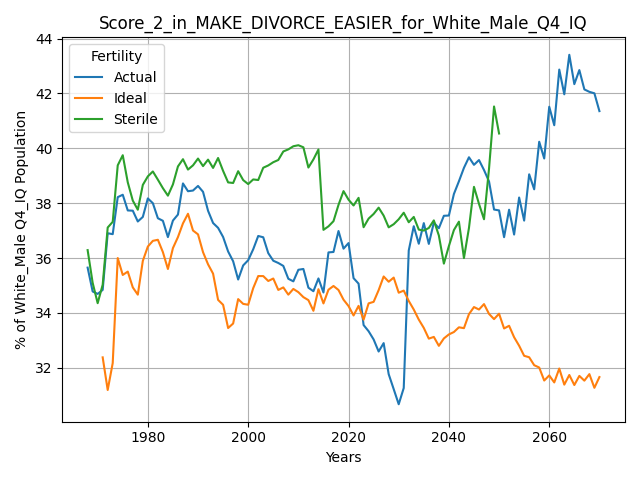 Score_2_in_MAKE_DIVORCE_EASIER_for_White_Male_Q4_IQ
Fertility
Actual
Ideal
Sterile
% of White_Male Q4_IQ Population
44
42
40
38
36
34
32
1980
2000
2020
2040
2060
Years